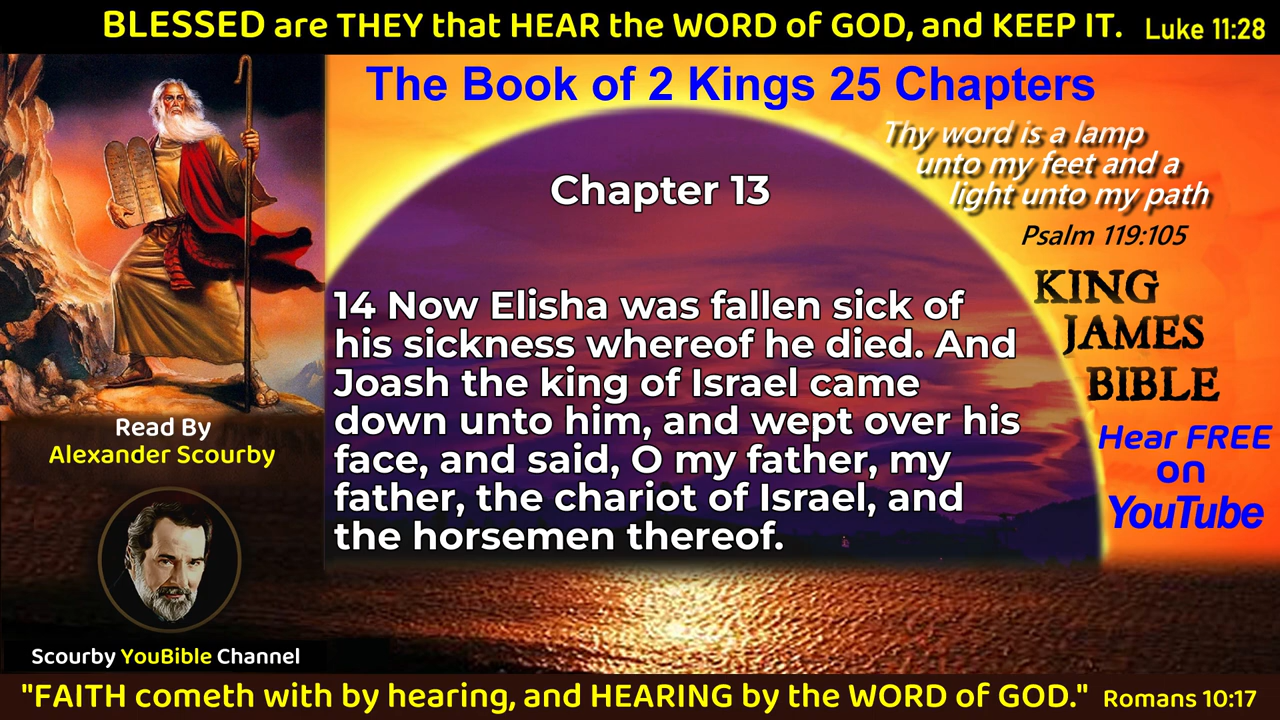 BLESSED are THEY that HEAR the WORD of GOD, and KEEP IT. Luke 11:28
The Book of 2 Kings 25 Chapters
Thy word is a lamp
unto my feet and a
light unto my path
Psalm 119:105
Chapter 13
14 Now Elisha was fallen sick of
his sickness whereof he died. And
Joash the king of Israel came
down unto him, and wept over his
face, and said, O my father, my
father, the chariot of Israel, and
the horsemen thereof.
KING
JAMES
BIBLE
Hear FREE
on
YouTube
Read By
Alexander Scourby
Scourby YouBible Channel
"FAITH cometh with by hearing, and HEARING by the WORD of GOD." Romans 10:17